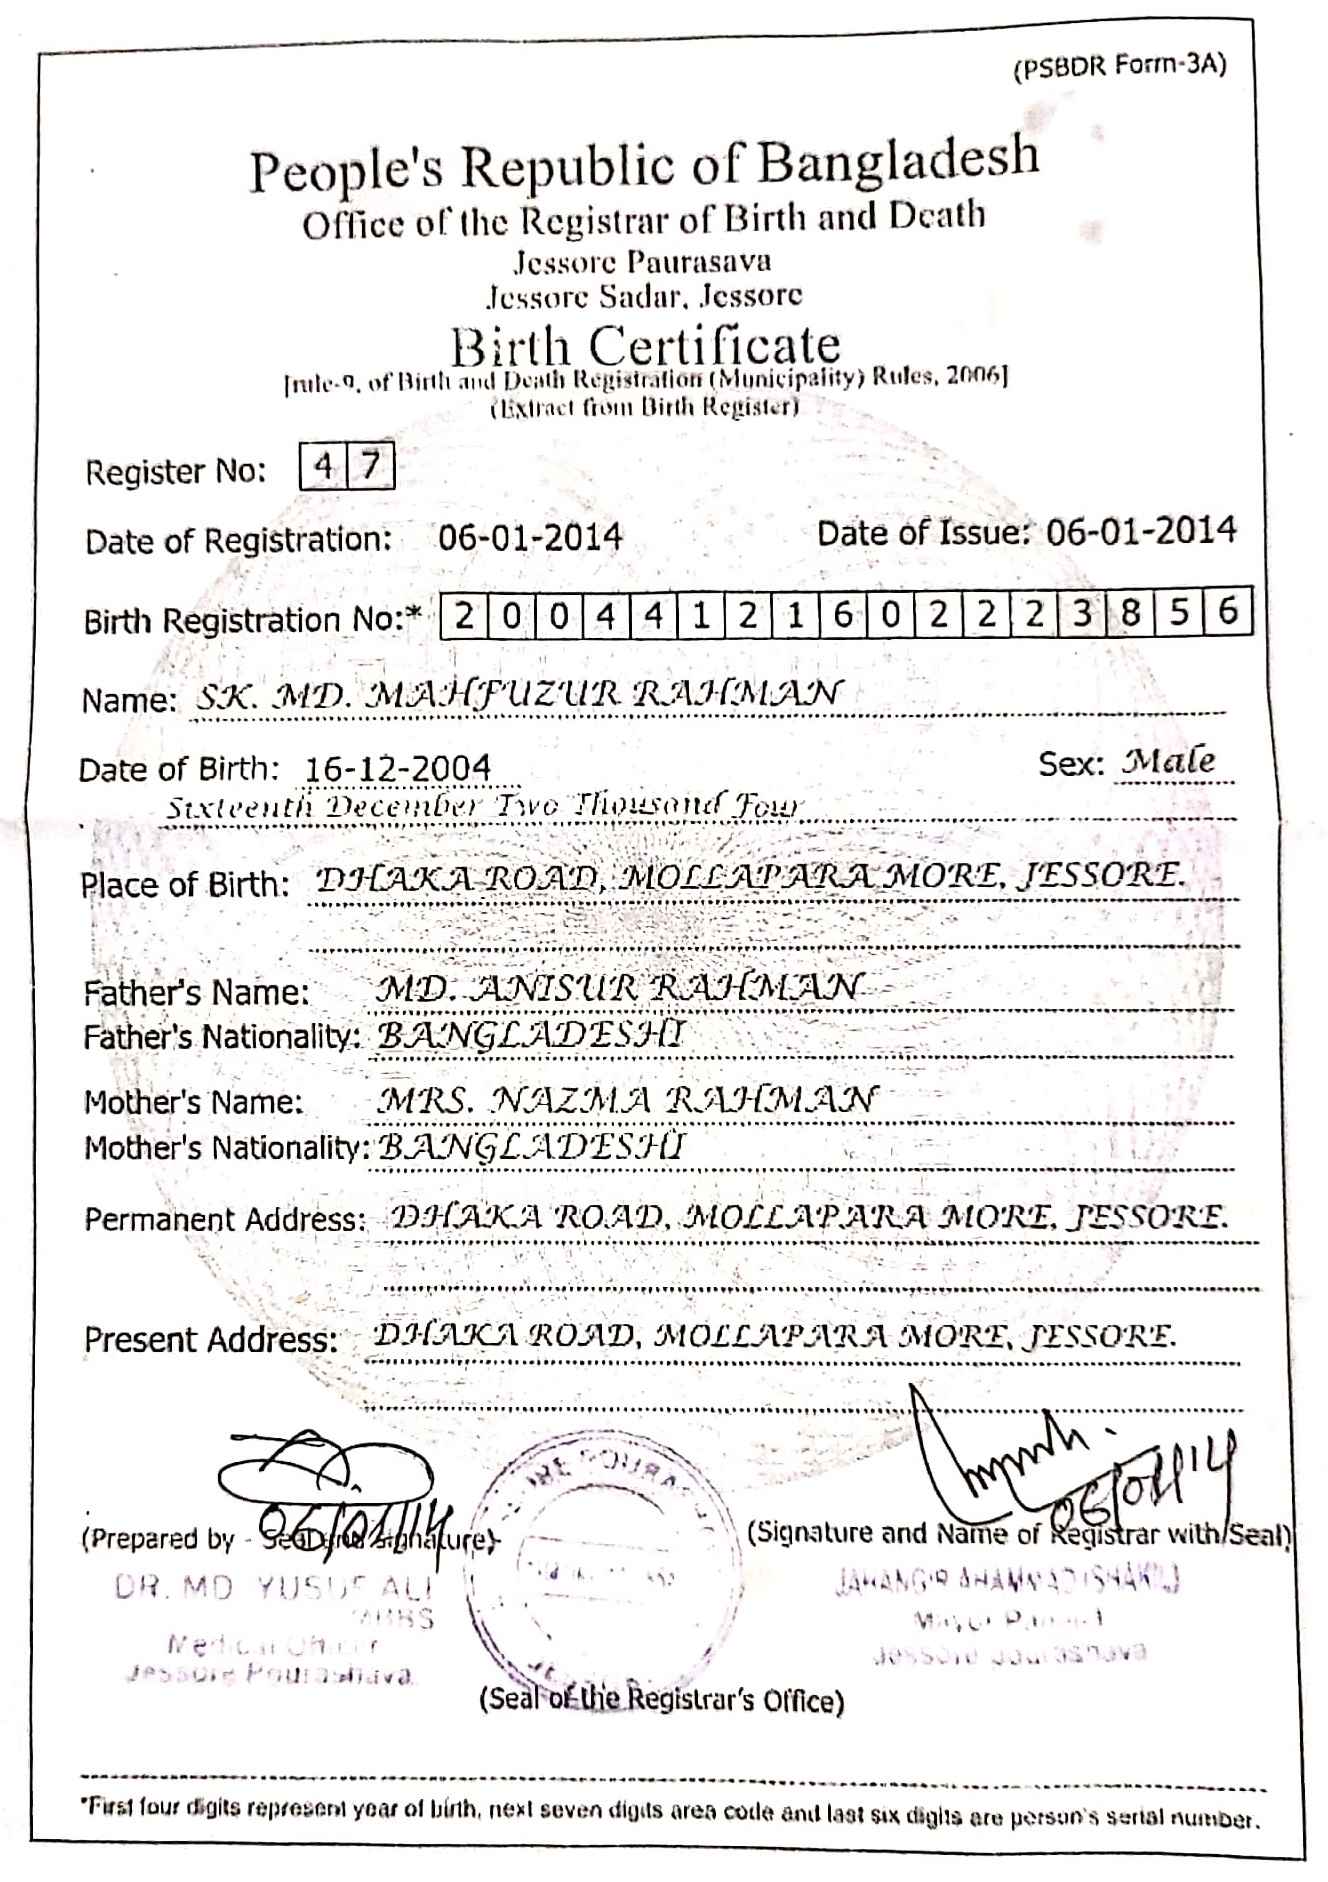 (PSBDR Form-3A)
People's Republic of Bangladesh
Office of the Registrar of Birth and Death
Jessore Paurasava
Jessore Sadar, Jessore
Birth Certificate
[rule-9, of Birth and Death Registration (Municipality) Rules, 2006]
(Extract from Birth Register)
Register No: 4 7
Date of Registration: 06-01-2014 Date of Issue: 06-01-2014
Birth Registration No:* 2 0 0 4 4 1 2 1 6 0 2 2 2 3 8 5 6
Name: SK. MD. MAHFUZUR RAHMAN
Date of Birth: 16-12-2004 Sex: Male
Sixteenth December Two Thousand Four
Place of Birth: DHAKA ROAD, MOLLAPARA MORE, JESSORE.
Father's Name: MD. ANISUR RAHMAN
Father's Nationality: BANGLADESHI
Mother's Name: MRS. NAZMA RAHMAN
Mother's Nationality: BANGLADESHI
Permanent Address: DHAKA ROAD, MOLLAPARA MORE, JESSORE.
Present Address: DHAKA ROAD, MOLLAPARA MORE, JESSORE.
06/01/14 06/01/14
(Prepared by - Seal and Signature) (Signature and Name of Registrar with Seal)
DR. MD YUSUF ALI JAHANGIR AHAMMAD (SHAKIL)
MBBS Mayor
Medical Officer Jessore Pourashava
Jessore Pourashava
(Seal of the Registrar's Office)
*First four digits represent year of birth, next seven digits area code and last six digits are person's serial number.